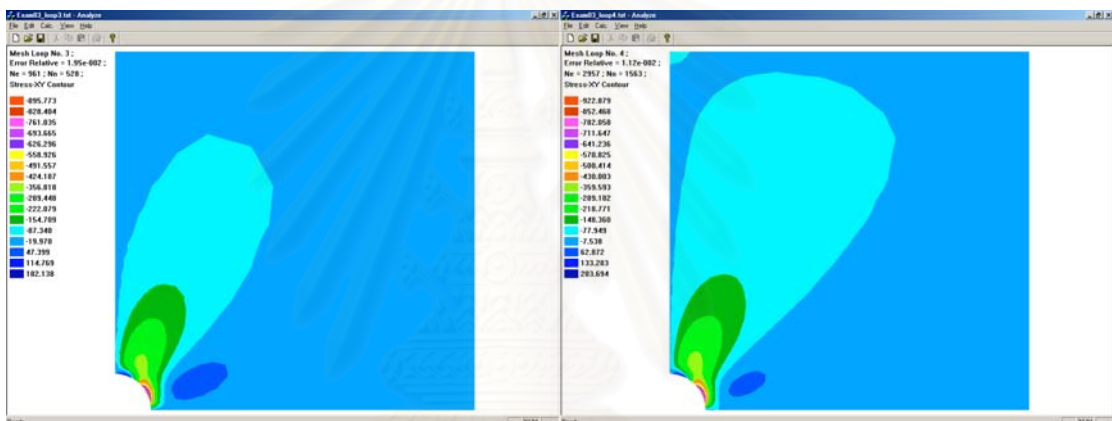 Exam03_loop3.txt - Analyze
File Edit Calc View Help
Mesh Loop No. 3 ;
Error Relative = 1.95e-002 ;
Ne = 961 ; Nn = 528 ;
Stress-XY Contour
-895.773
-828.404
-761.035
-693.665
-626.296
-558.926
-491.557
-424.187
-356.818
-289.448
-222.079
-154.709
-87.340
-19.970
47.399
114.769
182.138
Exam03_loop4.txt - Analyze
File Edit Calc View Help
Mesh Loop No. 4 ;
Error Relative = 1.12e-002 ;
Ne = 2957 ; Nn = 1563 ;
Stress-XY Contour
-922.879
-852.468
-782.058
-711.647
-641.236
-570.825
-500.414
-430.003
-359.593
-289.182
-218.771
-148.360
-77.949
-7.538
62.872
133.283
203.694